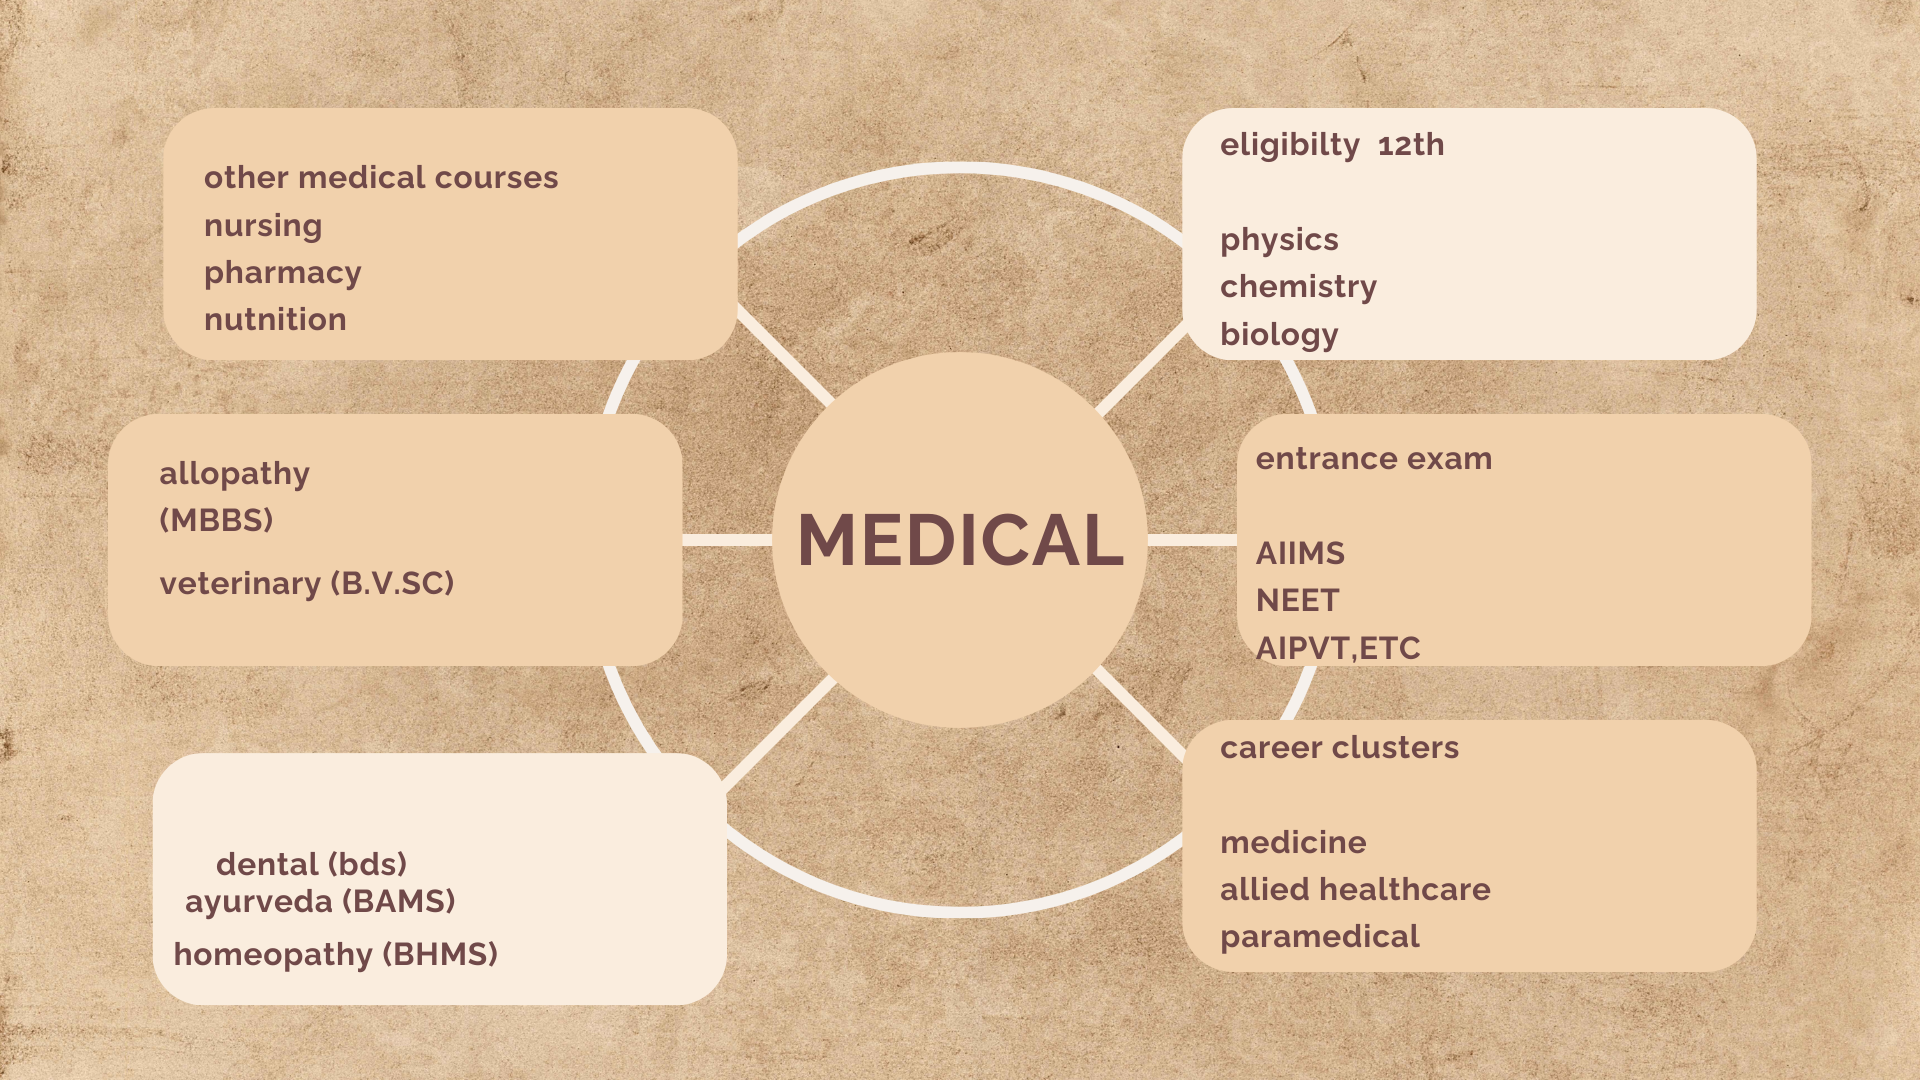 other medical courses
nursing
pharmacy
nutnition
eligibilty  12th
physics
chemistry
biology
allopathy
(MBBS)
veterinary (B.V.SC)
MEDICAL
entrance exam
AIIMS
NEET
AIPVT,ETC
dental (bds)
ayurveda (BAMS)
homeopathy (BHMS)
career clusters
medicine
allied healthcare
paramedical